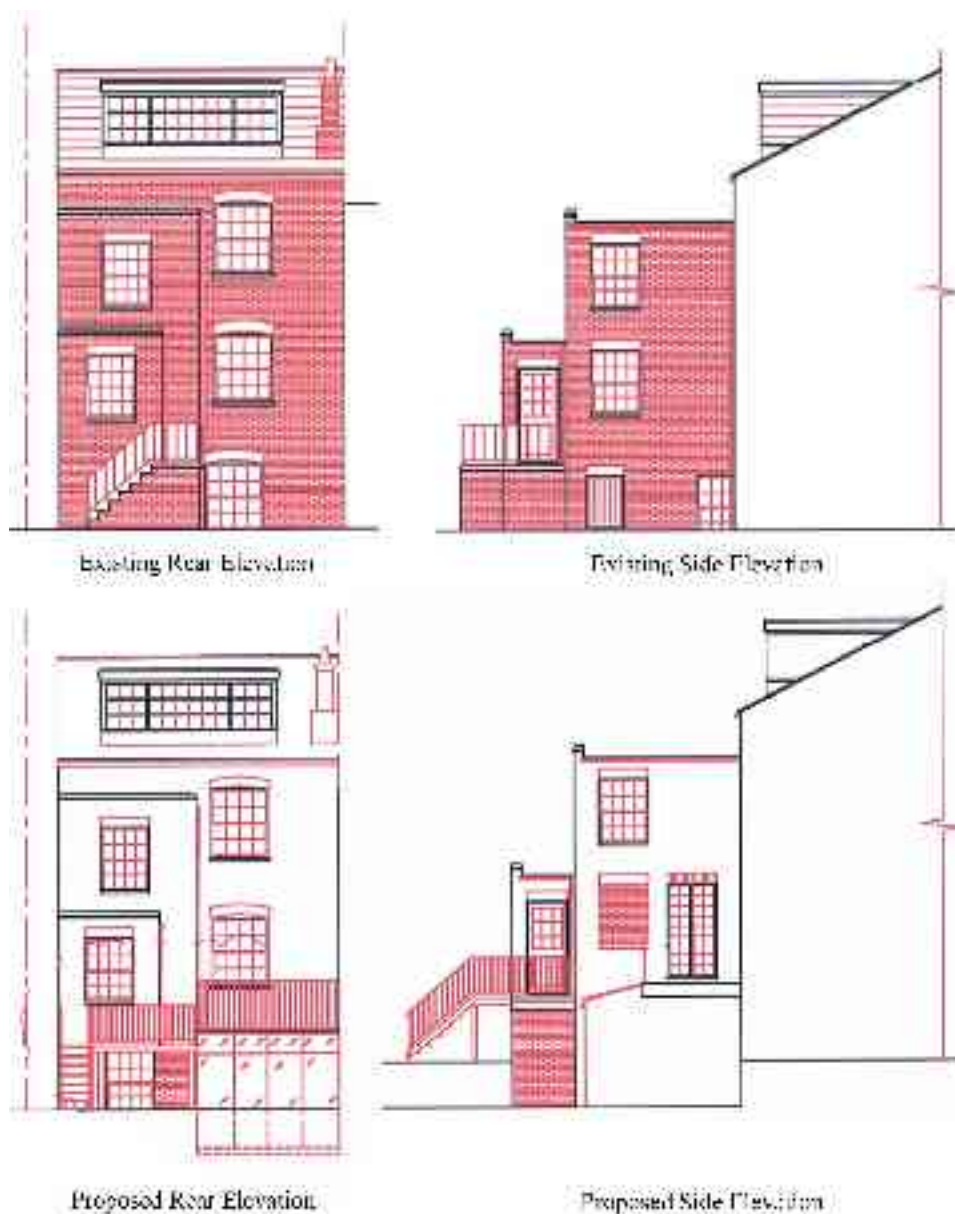 Existing Rear Elevation
Existing Side Elevation
Proposed Rear Elevation
Proposed Side Elevation